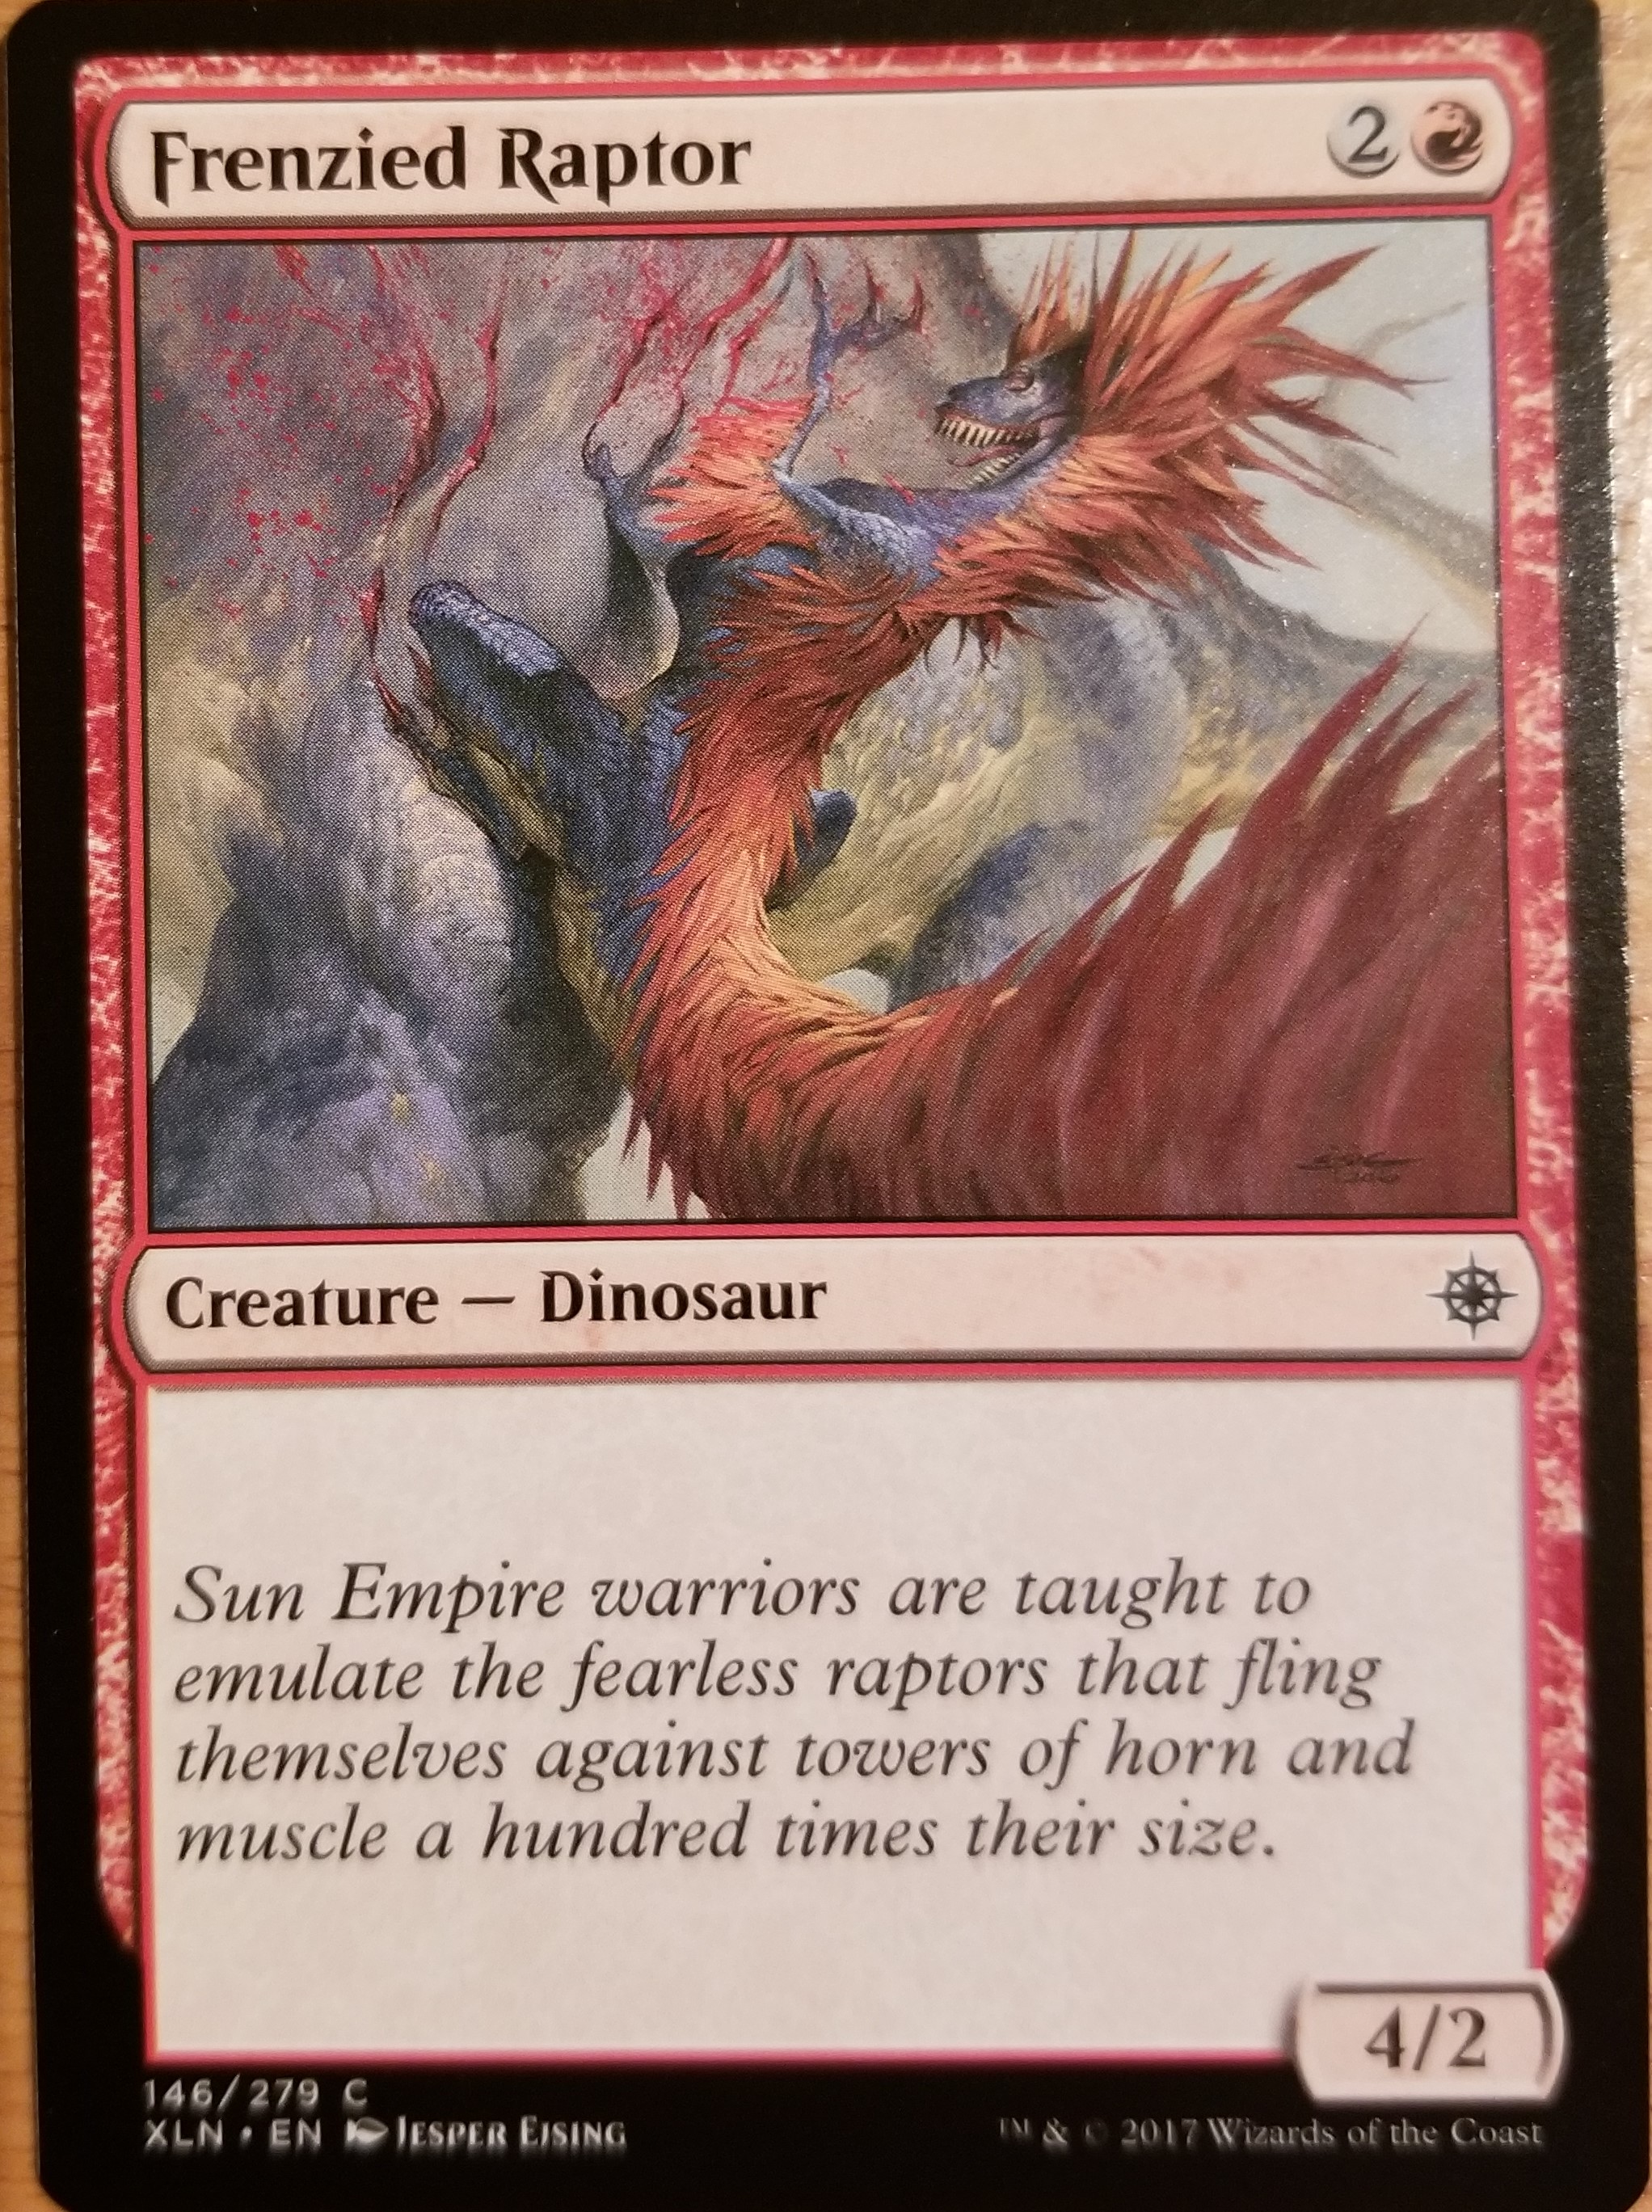 Frenzied Raptor 2
Creature — Dinosaur
Sun Empire warriors are taught to
emulate the fearless raptors that fling
themselves against towers of horn and
muscle a hundred times their size.
4/2
146/279 C
XLN • EN Jesper Ejsing
™ & © 2017 Wizards of the Coast